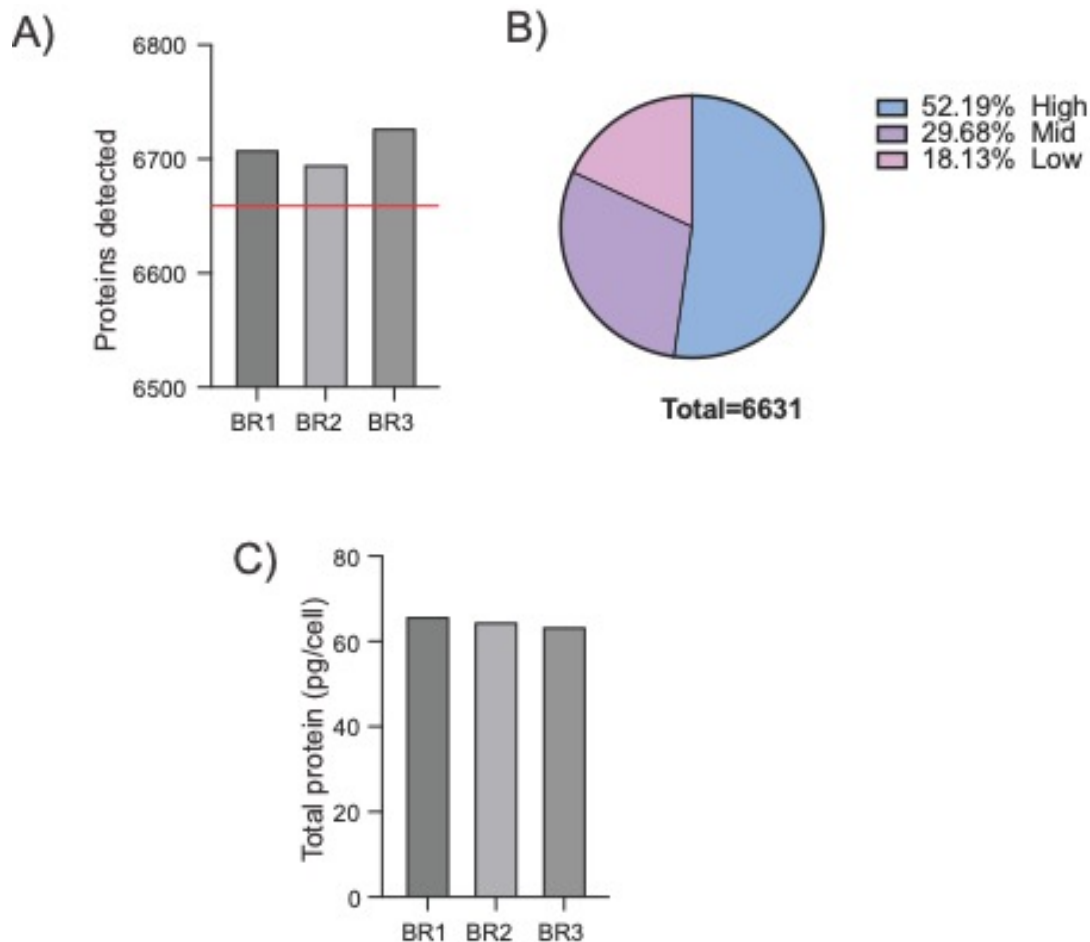 A)
Proteins detected
6800
6700
6600
6500
BR1 BR2 BR3
B)
52.19% High
29.68% Mid
18.13% Low
Total=6631
C)
Total protein (pg/cell)
80
60
40
20
0
BR1 BR2 BR3